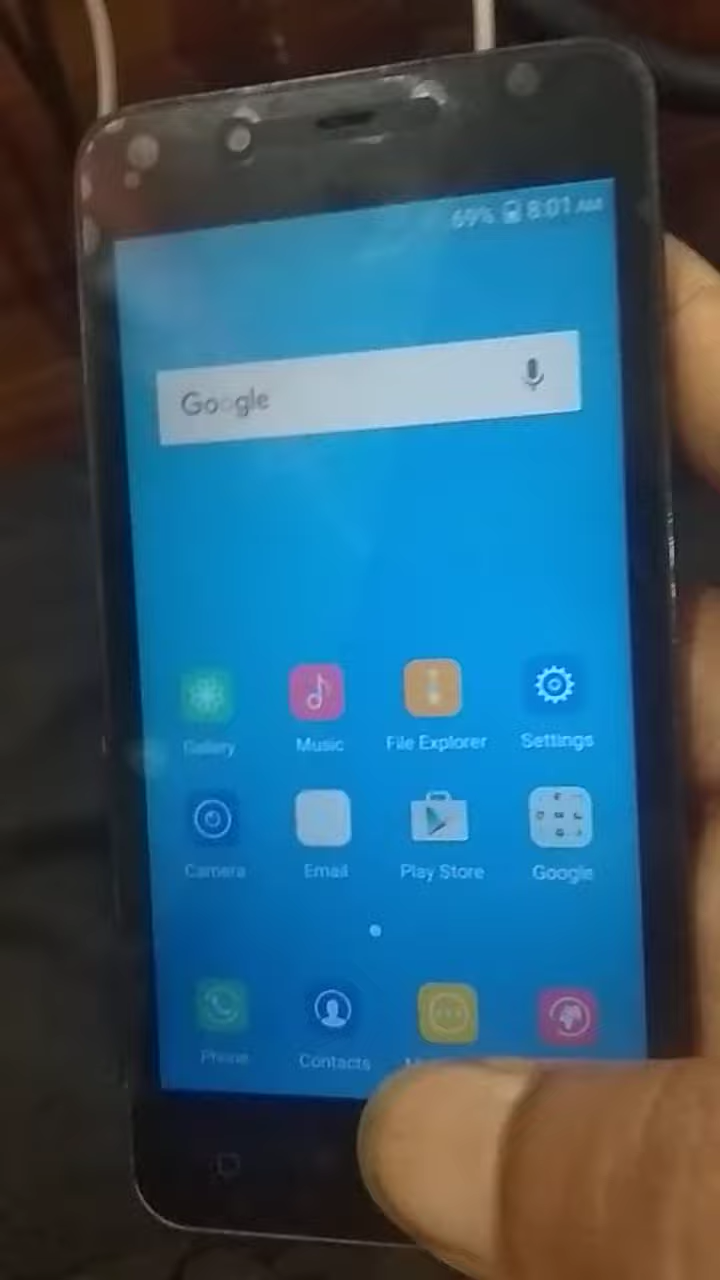 69% 8:01 AM
Google
Gallery Music File Explorer Settings
Camera Email Play Store Google
Phone Contacts